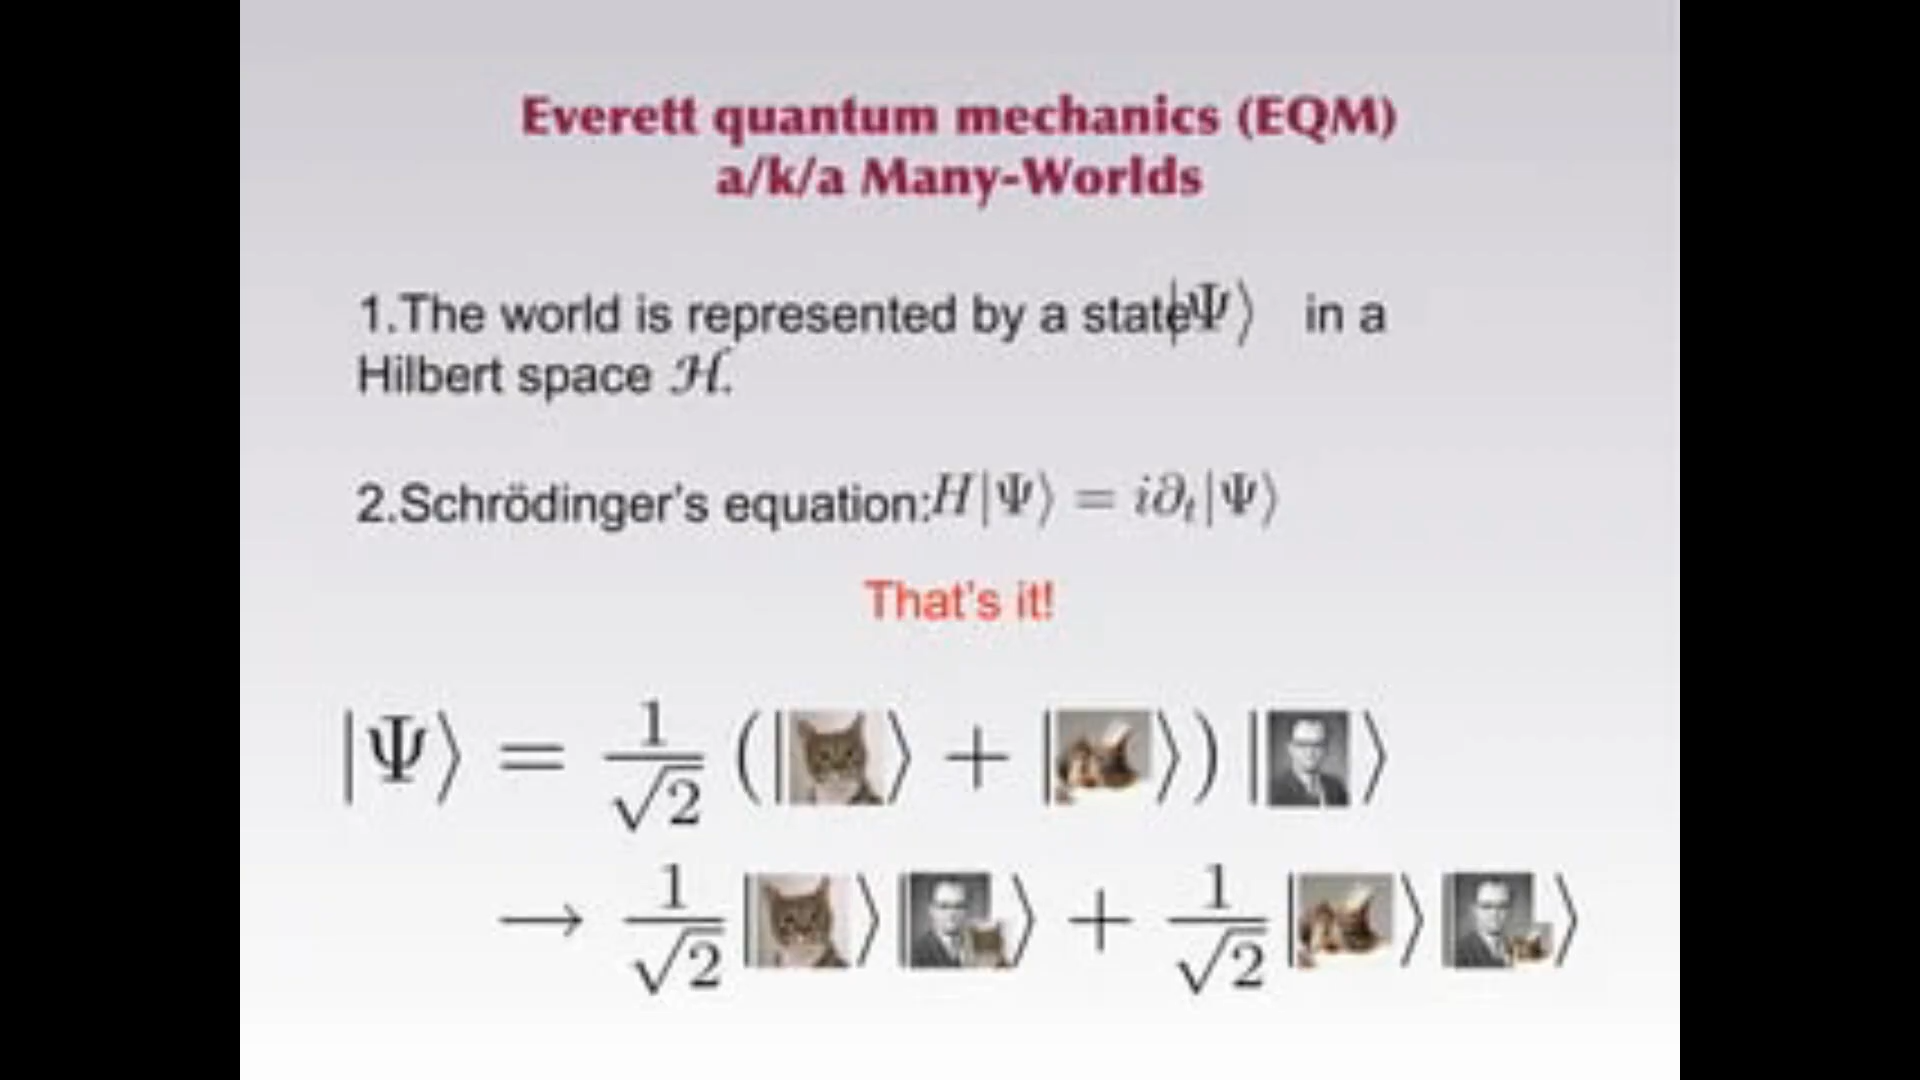 Everett quantum mechanics (EQM)
a/k/a Many-Worlds
1.The world is represented by a state|Ψ⟩ in a
Hilbert space ℋ.
2.Schrödinger's equation:H|Ψ⟩ = i∂ₜ|Ψ⟩
That's it!
|Ψ⟩ = 1/√2 (| ⟩ + | ⟩) | ⟩
→ 1/√2 | ⟩ | ⟩ + 1/√2 | ⟩ | ⟩